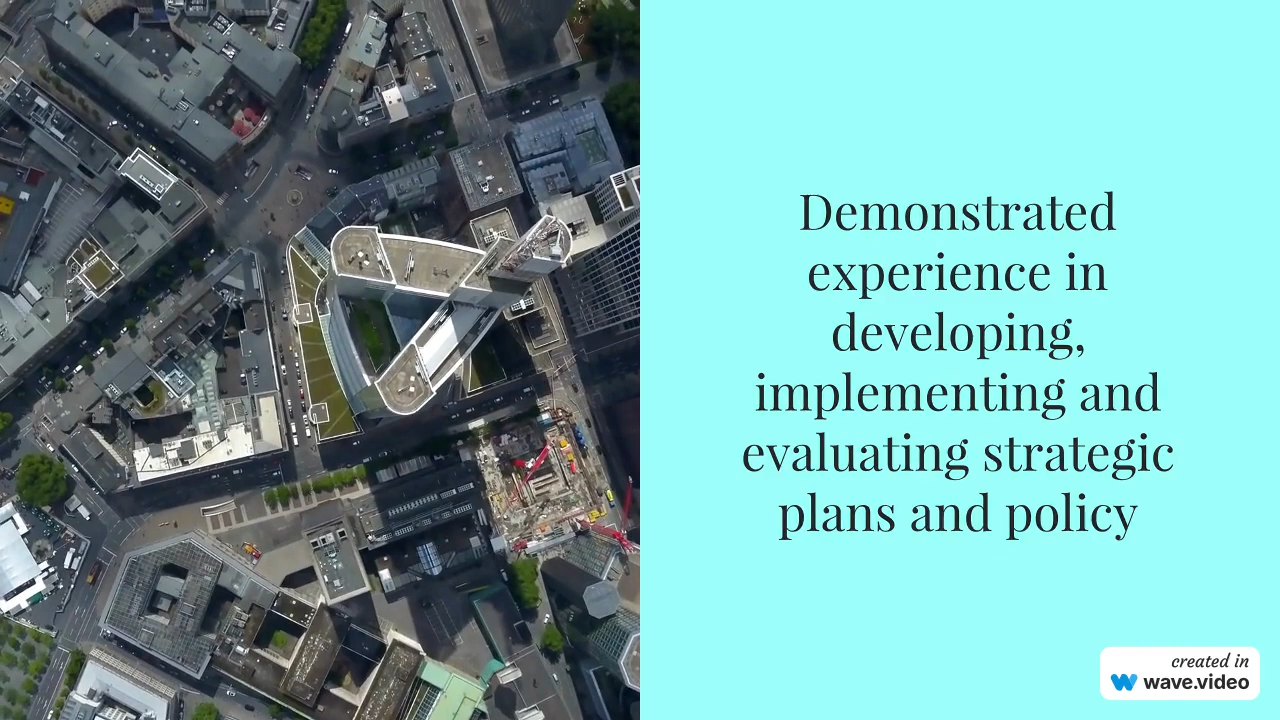 Demonstrated
experience in
developing,
implementing and
evaluating strategic
plans and policy
created in
wave.video